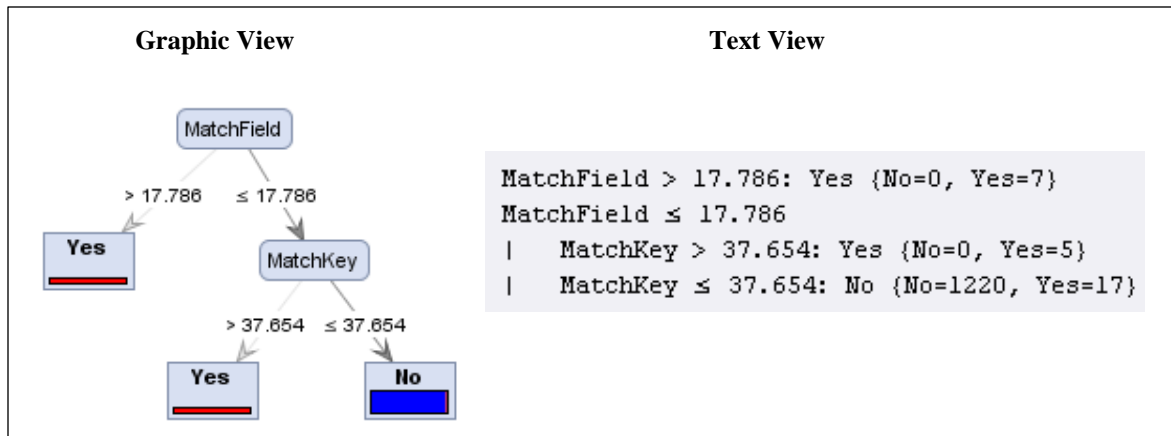 Graphic View
Text View
MatchField
> 17.786
≤ 17.786
Yes
MatchKey
> 37.654
≤ 37.654
Yes
No
MatchField > 17.786: Yes {No=0, Yes=7}
MatchField ≤ 17.786
|   MatchKey > 37.654: Yes {No=0, Yes=5}
|   MatchKey ≤ 37.654: No {No=1220, Yes=17}